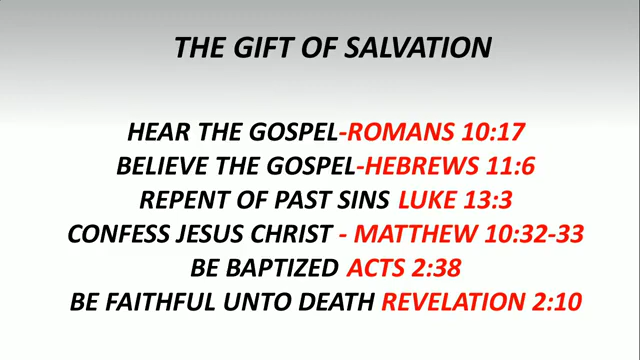 THE GIFT OF SALVATION
HEAR THE GOSPEL-ROMANS 10:17
BELIEVE THE GOSPEL-HEBREWS 11:6
REPENT OF PAST SINS LUKE 13:3
CONFESS JESUS CHRIST - MATTHEW 10:32-33
BE BAPTIZED ACTS 2:38
BE FAITHFUL UNTO DEATH REVELATION 2:10